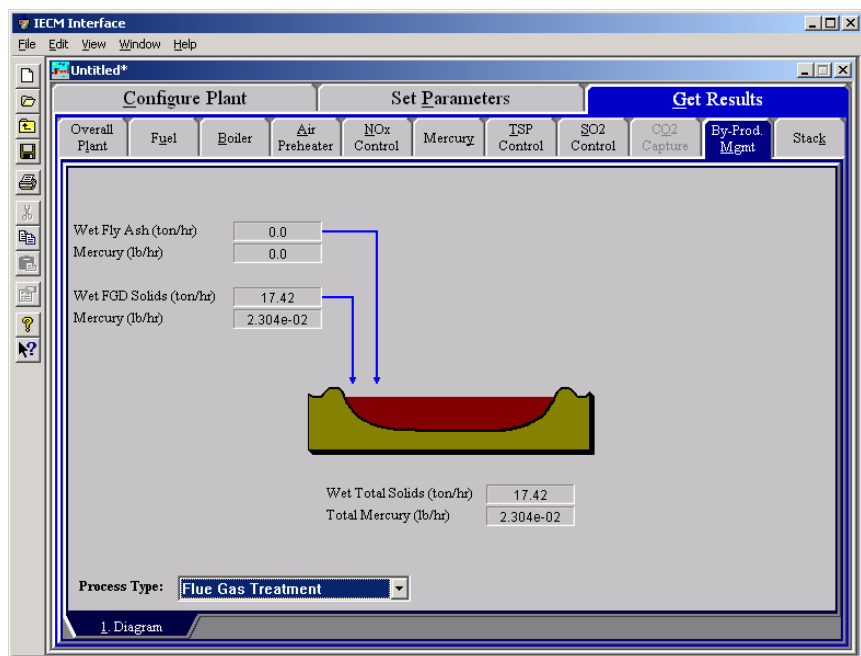 IECM Interface
File Edit View Window Help
Untitled*
Configure Plant Set Parameters Get Results
Overall Plant Fuel Boiler Air Preheater NOx Control Mercury TSP Control SO2 Control CO2 Capture By-Prod. Mgmt Stack
Wet Fly Ash (ton/hr) 0.0
Mercury (lb/hr) 0.0
Wet FGD Solids (ton/hr) 17.42
Mercury (lb/hr) 2.304e-02
Wet Total Solids (ton/hr) 17.42
Total Mercury (lb/hr) 2.304e-02
Process Type: Flue Gas Treatment
1. Diagram